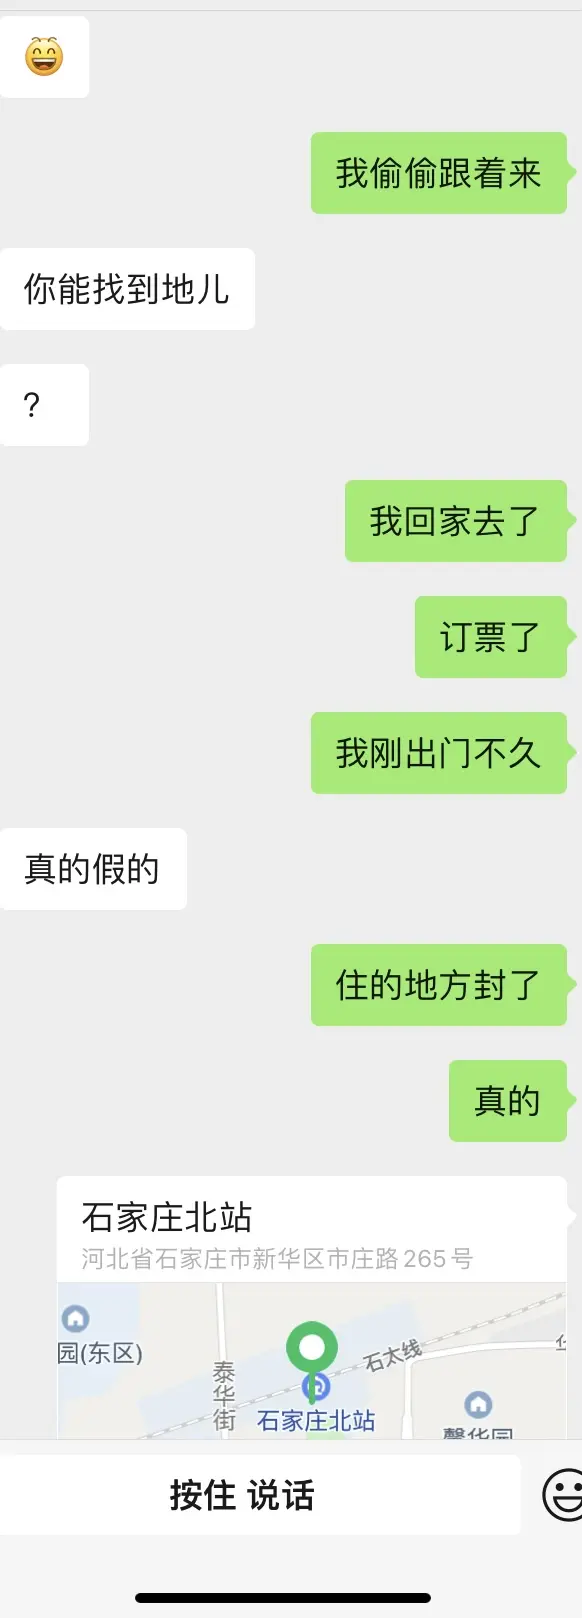 我偷偷跟着来
你能找到地儿
?
我回家去了
订票了
我刚出门不久
真的假的
住的地方封了
真的
石家庄北站
河北省石家庄市新华区市庄路265号
园(东区)
泰华街
石太线
石家庄北站
馨华园
按住 说话